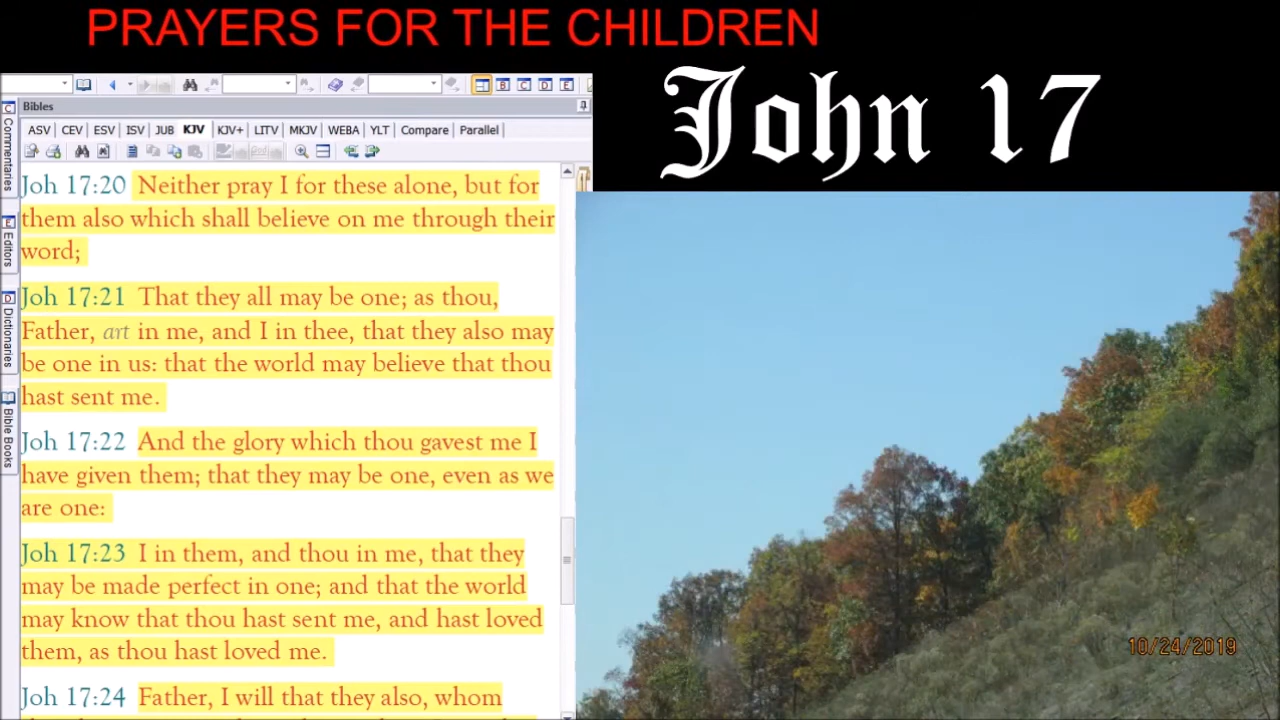 PRAYERS FOR THE CHILDREN
John 17
Bibles
ASV CEV ESV ISV JUB KJV KJV+ LITV MKJV WEBA YLT Compare Parallel
Commentaries
Editors
Dictionaries
Bible Books
Joh 17:20 Neither pray I for these alone, but for
them also which shall believe on me through their
word;
Joh 17:21 That they all may be one; as thou,
Father, art in me, and I in thee, that they also may
be one in us: that the world may believe that thou
hast sent me.
Joh 17:22 And the glory which thou gavest me I
have given them; that they may be one, even as we
are one:
Joh 17:23 I in them, and thou in me, that they
may be made perfect in one; and that the world
may know that thou hast sent me, and hast loved
them, as thou hast loved me.
Joh 17:24 Father, I will that they also, whom
10/24/2019